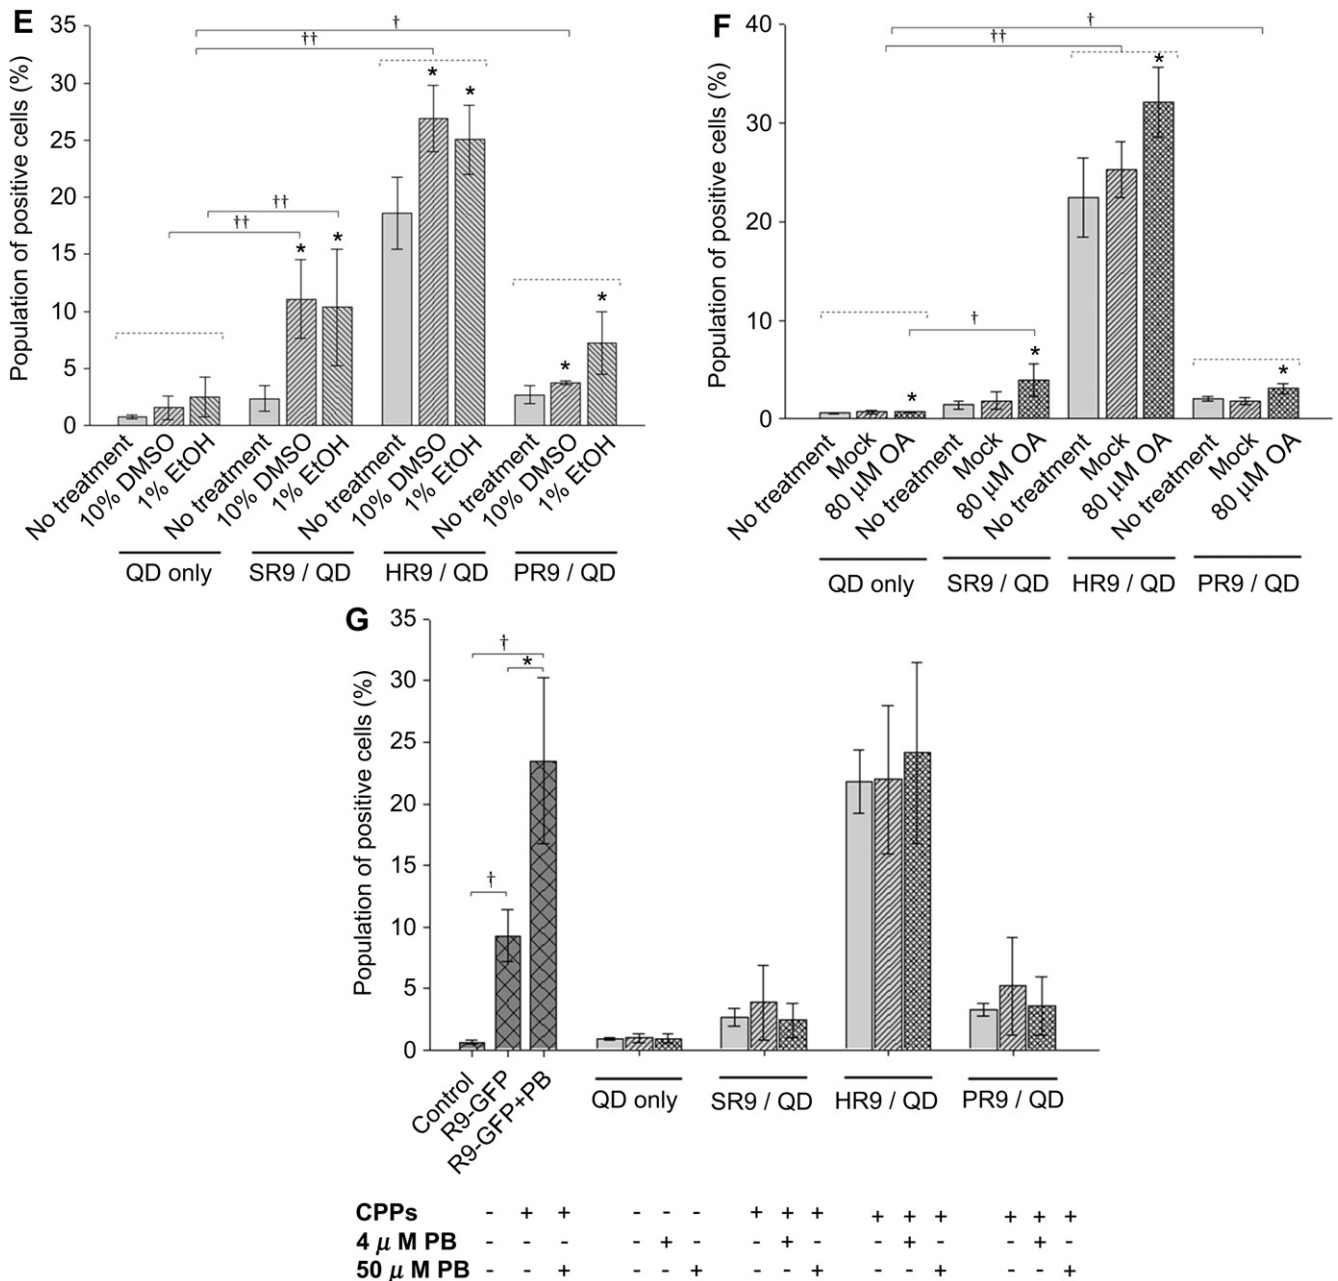 E
Population of positive cells (%)
35
30
25
20
15
10
5
0
†
††
††
††
* * * * * *
No treatment 10% DMSO 1% EtOH No treatment 10% DMSO 1% EtOH No treatment 10% DMSO 1% EtOH No treatment 10% DMSO 1% EtOH
QD only SR9 / QD HR9 / QD PR9 / QD
F
Population of positive cells (%)
40
30
20
10
0
†
††
†
* * * *
No treatment Mock 80 μM OA No treatment Mock 80 μM OA No treatment Mock 80 μM OA No treatment Mock 80 μM OA
QD only SR9 / QD HR9 / QD PR9 / QD
G
Population of positive cells (%)
35
30
25
20
15
10
5
0
†
*
†
Control R9-GFP R9-GFP+PB
QD only SR9 / QD HR9 / QD PR9 / QD
CPPs - + + - - - + + + + + + + + +
4 μ M PB - - - - + - - + - - + - - + -
50 μ M PB - - + - - + - - + - - + - - +